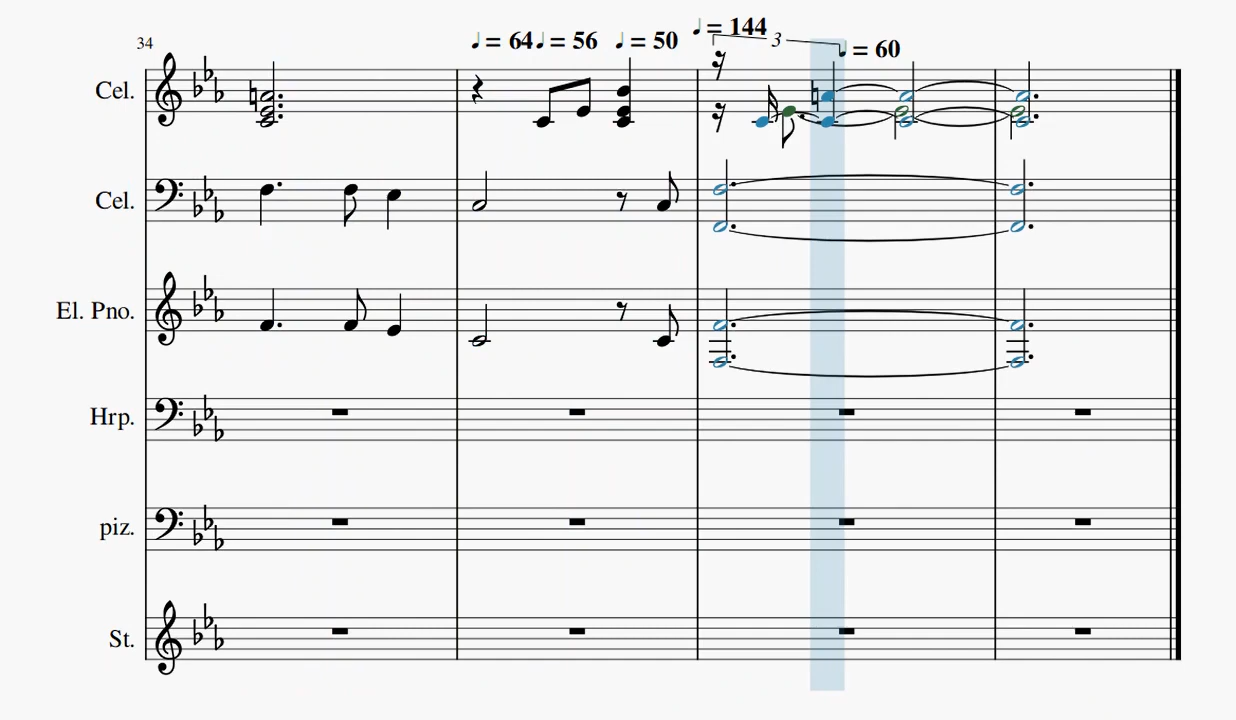 34
♩ = 64 ♩ = 56 ♩ = 50 ♩ = 144
3
♩ = 60
Cel.
Cel.
El. Pno.
Hrp.
piz.
St.